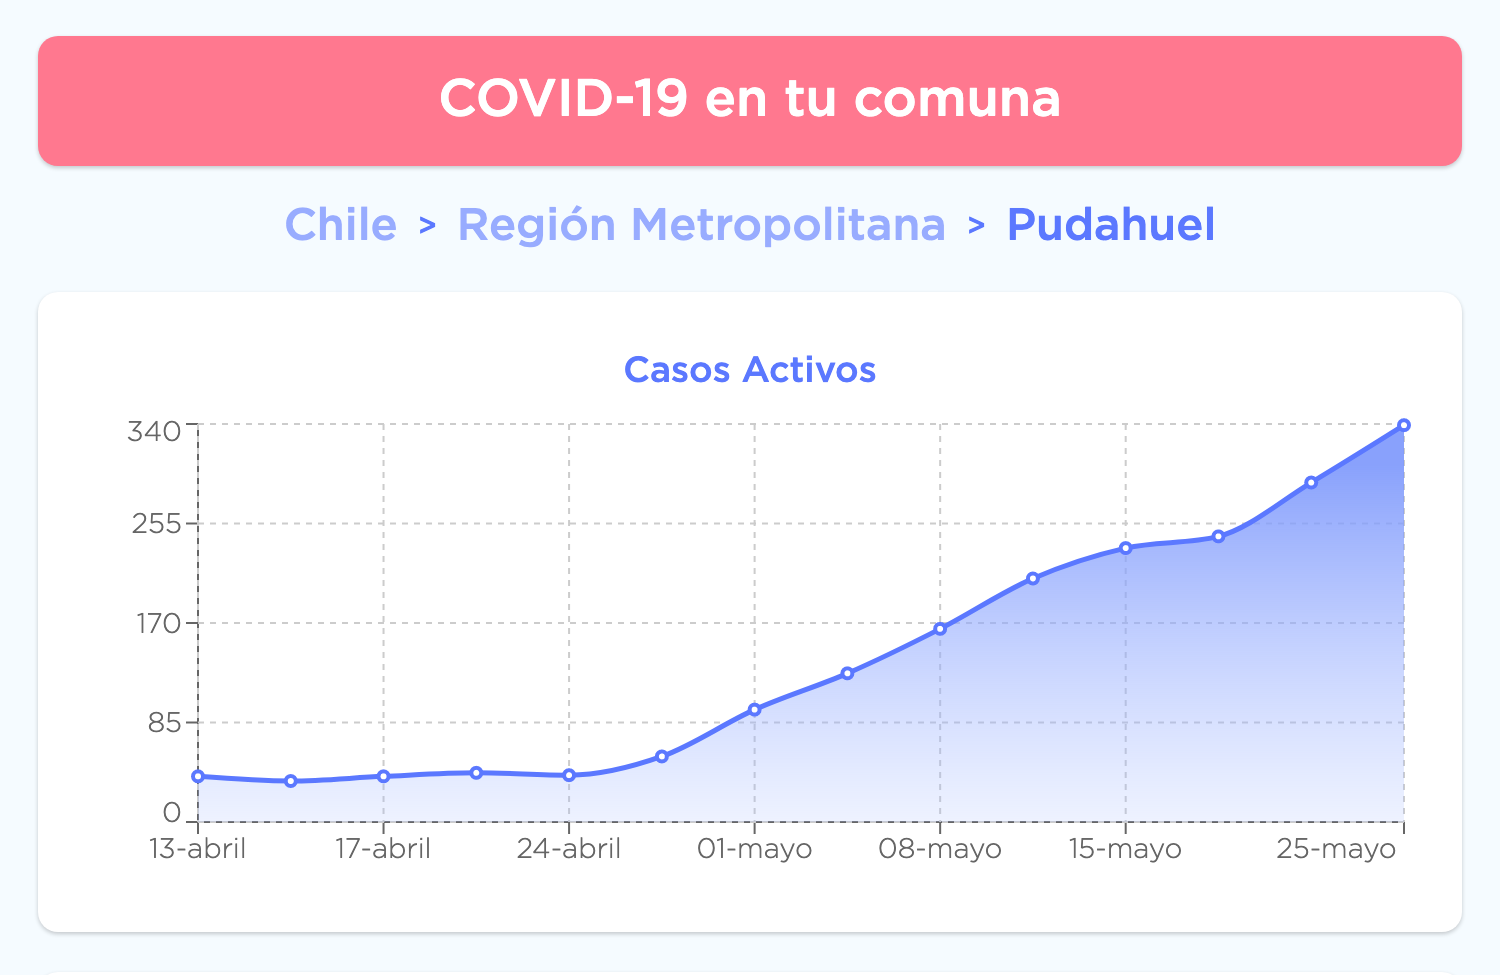 COVID-19 en tu comuna
Chile > Región Metropolitana > Pudahuel
Casos Activos
340
255
170
85
0
13-abril 17-abril 24-abril 01-mayo 08-mayo 15-mayo 25-mayo